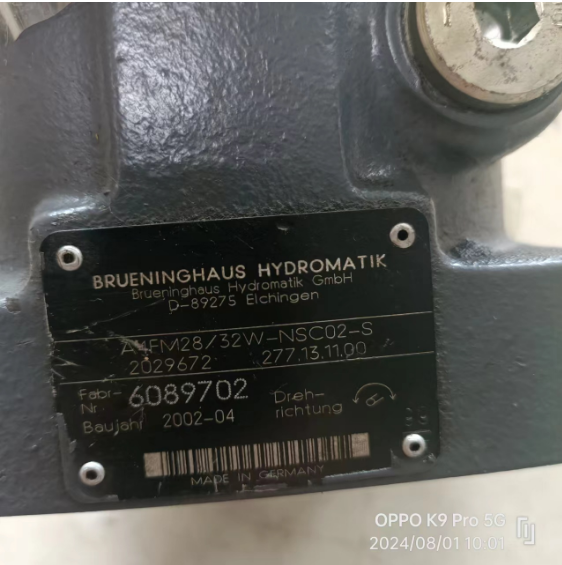 BRUENINGHAUS HYDROMATIK
Brueninghaus Hydromatik GmbH
D-89275 Elchingen
A4FM28/32W-NSC02-S
2029672 277.13.11.00
Fabr-
Nr. 6089702 Dreh-
richtung
Baujahr 2002-04
MADE IN GERMANY
OPPO K9 Pro 5G
2024/08/01 10:01